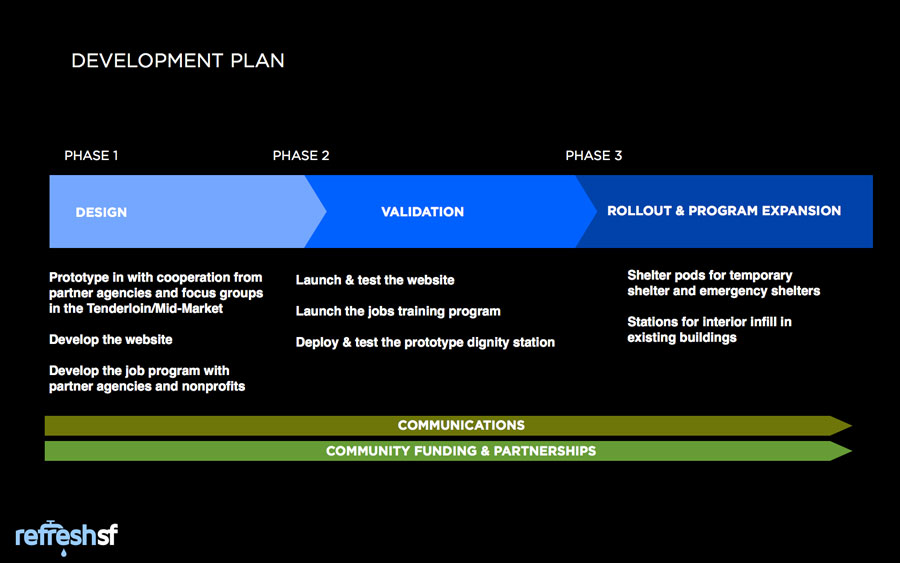 DEVELOPMENT PLAN
PHASE 1
PHASE 2
PHASE 3
DESIGN
VALIDATION
ROLLOUT & PROGRAM EXPANSION
Prototype in with cooperation from
partner agencies and focus groups
in the Tenderloin/Mid-Market
Develop the website
Develop the job program with
partner agencies and nonprofits
Launch & test the website
Launch the jobs training program
Deploy & test the prototype dignity station
Shelter pods for temporary
shelter and emergency shelters
Stations for interior infill in
existing buildings
COMMUNICATIONS
COMMUNITY FUNDING & PARTNERSHIPS
refreshsf